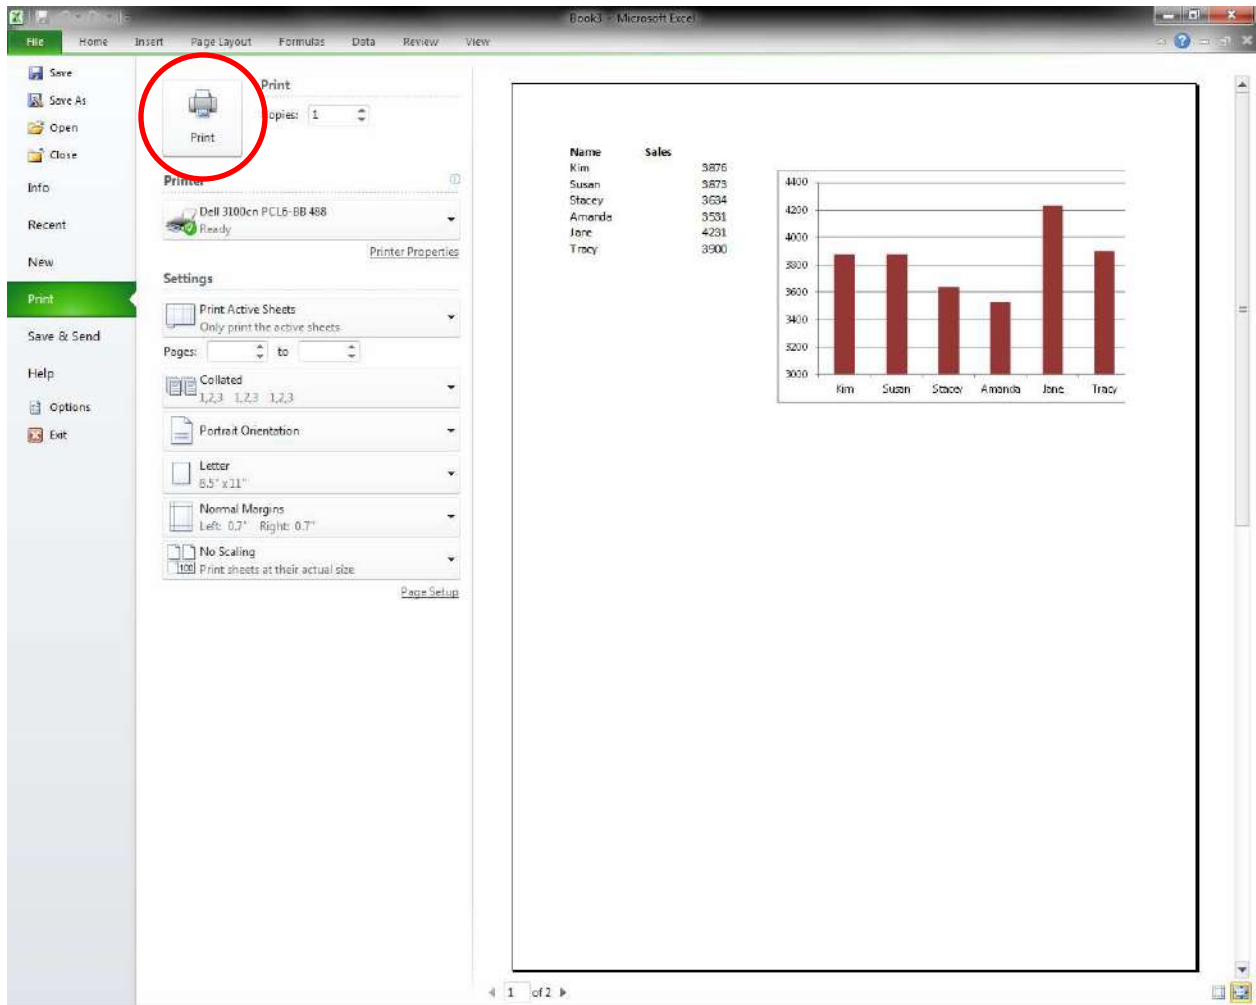 Book3 - Microsoft Excel
File Home Insert Page Layout Formulas Data Review View
Save
Save As
Open
Close
Info
Recent
New
Print
Save & Send
Help
Options
Exit
Print
Print
Copies: 1
Printer
Dell 3100cn PCL6-BB 488
Ready
Printer Properties
Settings
Print Active Sheets
Only print the active sheets
Pages: to
Collated
1,2,3 1,2,3 1,2,3
Portrait Orientation
Letter
8.5" x 11"
Normal Margins
Left: 0.7" Right: 0.7"
No Scaling
100 Print sheets at their actual size
Page Setup
Name Sales
Kim 3876
Susan 3873
Stacey 3634
Amanda 3531
Jane 4231
Tracy 3900
4400
4200
4000
3800
3600
3400
3200
3000
Kim Susan Stacey Amanda Jane Tracy
1 of 2